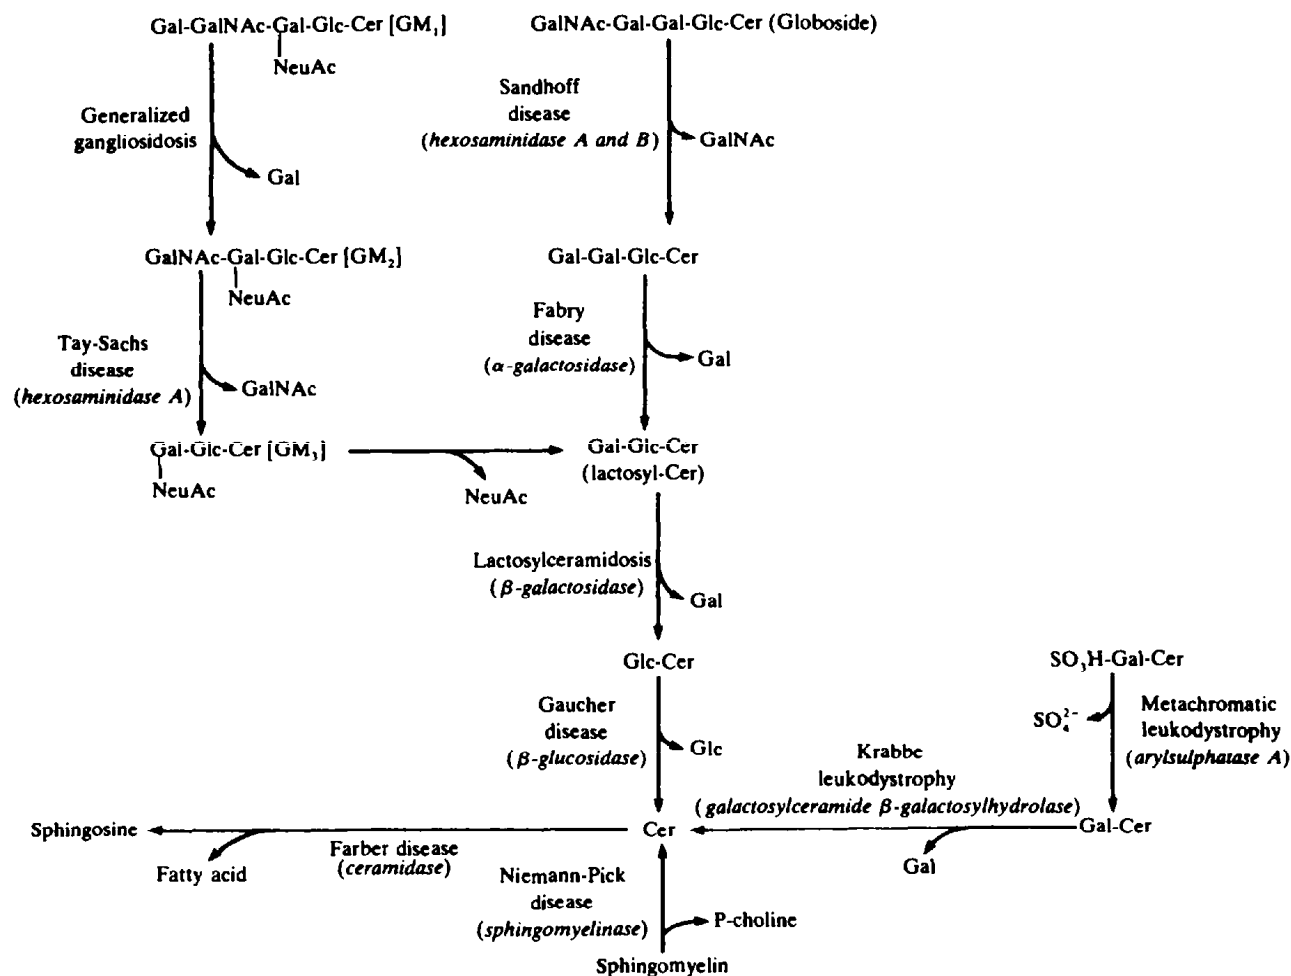 Gal-GalNAc-Gal-Glc-Cer [GM₁]
NeuAc
GalNAc-Gal-Gal-Glc-Cer (Globoside)
Generalized
gangliosidosis
Gal
Sandhoff
disease
(hexosaminidase A and B)
GalNAc
GalNAc-Gal-Glc-Cer [GM₂]
NeuAc
Gal-Gal-Glc-Cer
Tay-Sachs
disease
(hexosaminidase A)
GalNAc
Fabry
disease
(α-galactosidase)
Gal
Gal-Glc-Cer [GM₃]
NeuAc
NeuAc
Gal-Glc-Cer
(lactosyl-Cer)
Lactosylceramidosis
(β-galactosidase)
Gal
Glc-Cer
SO₃H-Gal-Cer
Gaucher
disease
(β-glucosidase)
Glc
SO₄²⁻
Metachromatic
leukodystrophy
(arylsulphatase A)
Krabbe
leukodystrophy
(galactosylceramide β-galactosylhydrolase)
Sphingosine
Cer
Gal-Cer
Fatty acid
Farber disease
(ceramidase)
Gal
Niemann-Pick
disease
(sphingomyelinase)
P-choline
Sphingomyelin